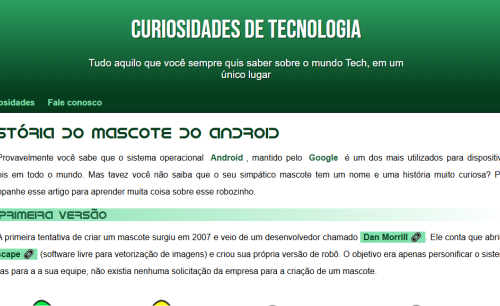 CURIOSIDADES DE TECNOLOGIA
Tudo aquilo que você sempre quis saber sobre o mundo Tech, em um
único lugar
osidades Fale conosco
STÓRIA DO MASCOTE DO ANDROID
Provavelmente você sabe que o sistema operacional Android , mantido pelo Google é um dos mais utilizados para dispositiv
ois em todo o mundo. Mas tavez você não saiba que o seu simpático mascote tem um nome e uma história muito curiosa? P
mpanhe esse artigo para aprender muita coisa sobre esse robozinho.
PRIMEIRA VERSÃO
A primeira tentativa de criar um mascote surgiu em 2007 e veio de um desenvolvedor chamado Dan Morrill . Ele conta que abri
scape (software livre para vetorização de imagens) e criou sua própria versão de robô. O objetivo era apenas personificar o sistem
as para a a sua equipe, não existia nenhuma solicitação da empresa para a criação de um mascote.